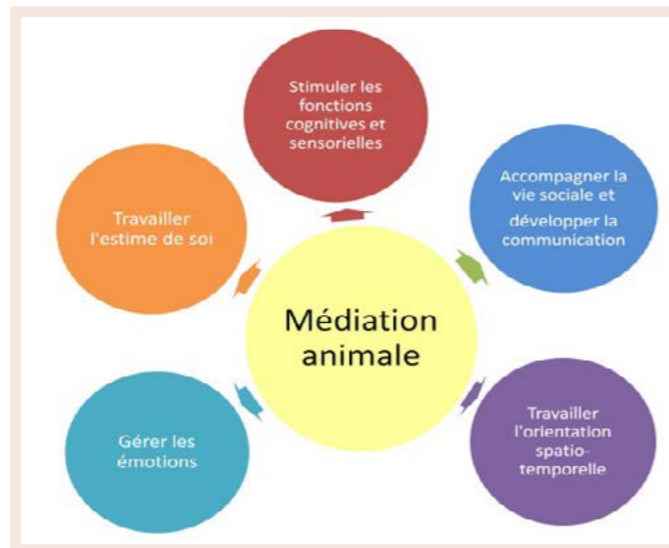 Stimuler les
fonctions
cognitives et
sensorielles
Accompagner la
vie sociale et
développer la
communication
Travailler
l'estime de soi
Médiation
animale
Gérer les
émotions
Travailler
l'orientation
spatio-
temporelle